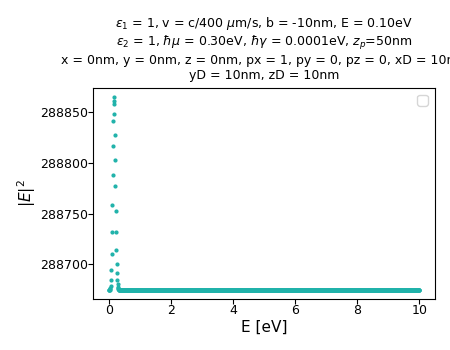 ε₁ = 1, v = c/400 μm/s, b = -10nm, E = 0.10eV
ε₂ = 1, ℏμ = 0.30eV, ℏγ = 0.0001eV, zₚ=50nm
x = 0nm, y = 0nm, z = 0nm, px = 1, py = 0, pz = 0, xD = 10
yD = 10nm, zD = 10nm
288850
288800
288750
288700
|E|²
0 2 4 6 8 10
E [eV]